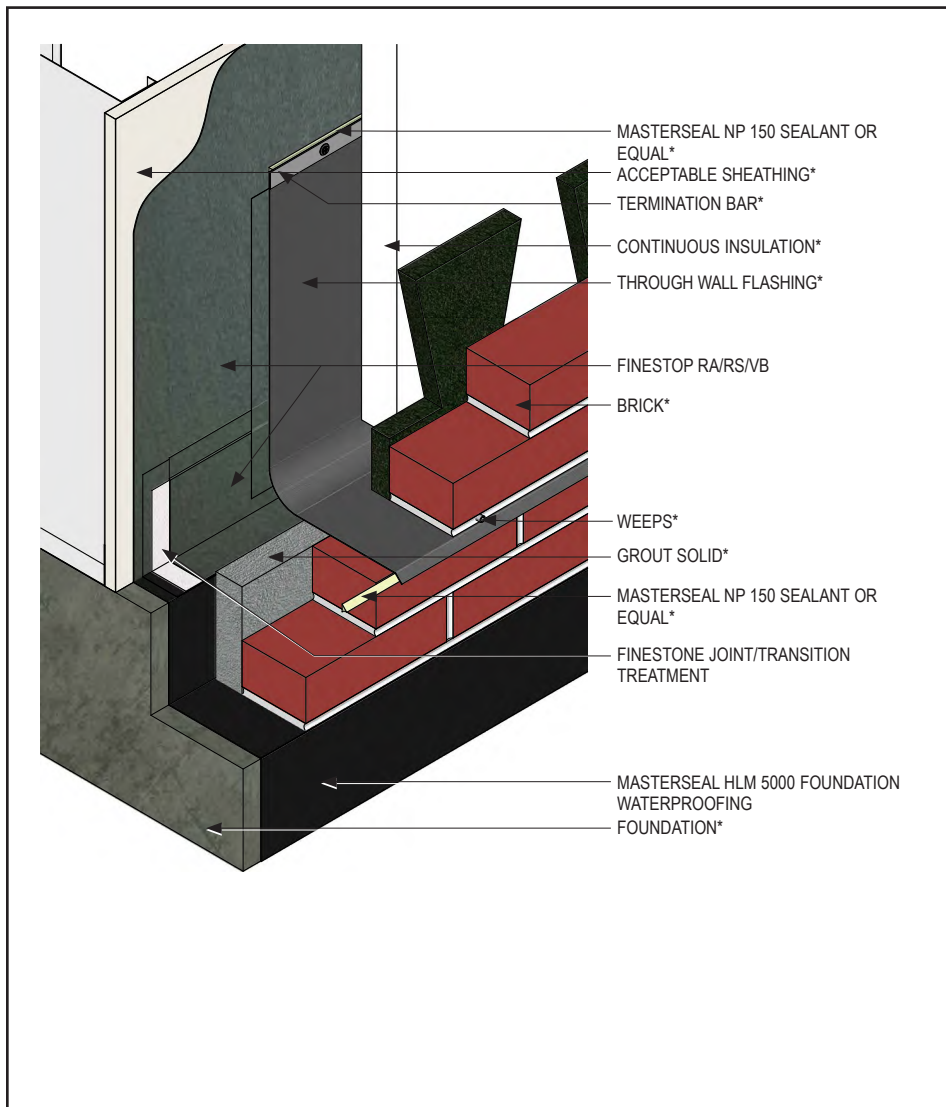 MASTERSEAL NP 150 SEALANT OR
EQUAL*
ACCEPTABLE SHEATHING*
TERMINATION BAR*
CONTINUOUS INSULATION*
THROUGH WALL FLASHING*
FINESTOP RA/RS/VB
BRICK*
WEEPS*
GROUT SOLID*
MASTERSEAL NP 150 SEALANT OR
EQUAL*
FINESTONE JOINT/TRANSITION
TREATMENT
MASTERSEAL HLM 5000 FOUNDATION
WATERPROOFING
FOUNDATION*